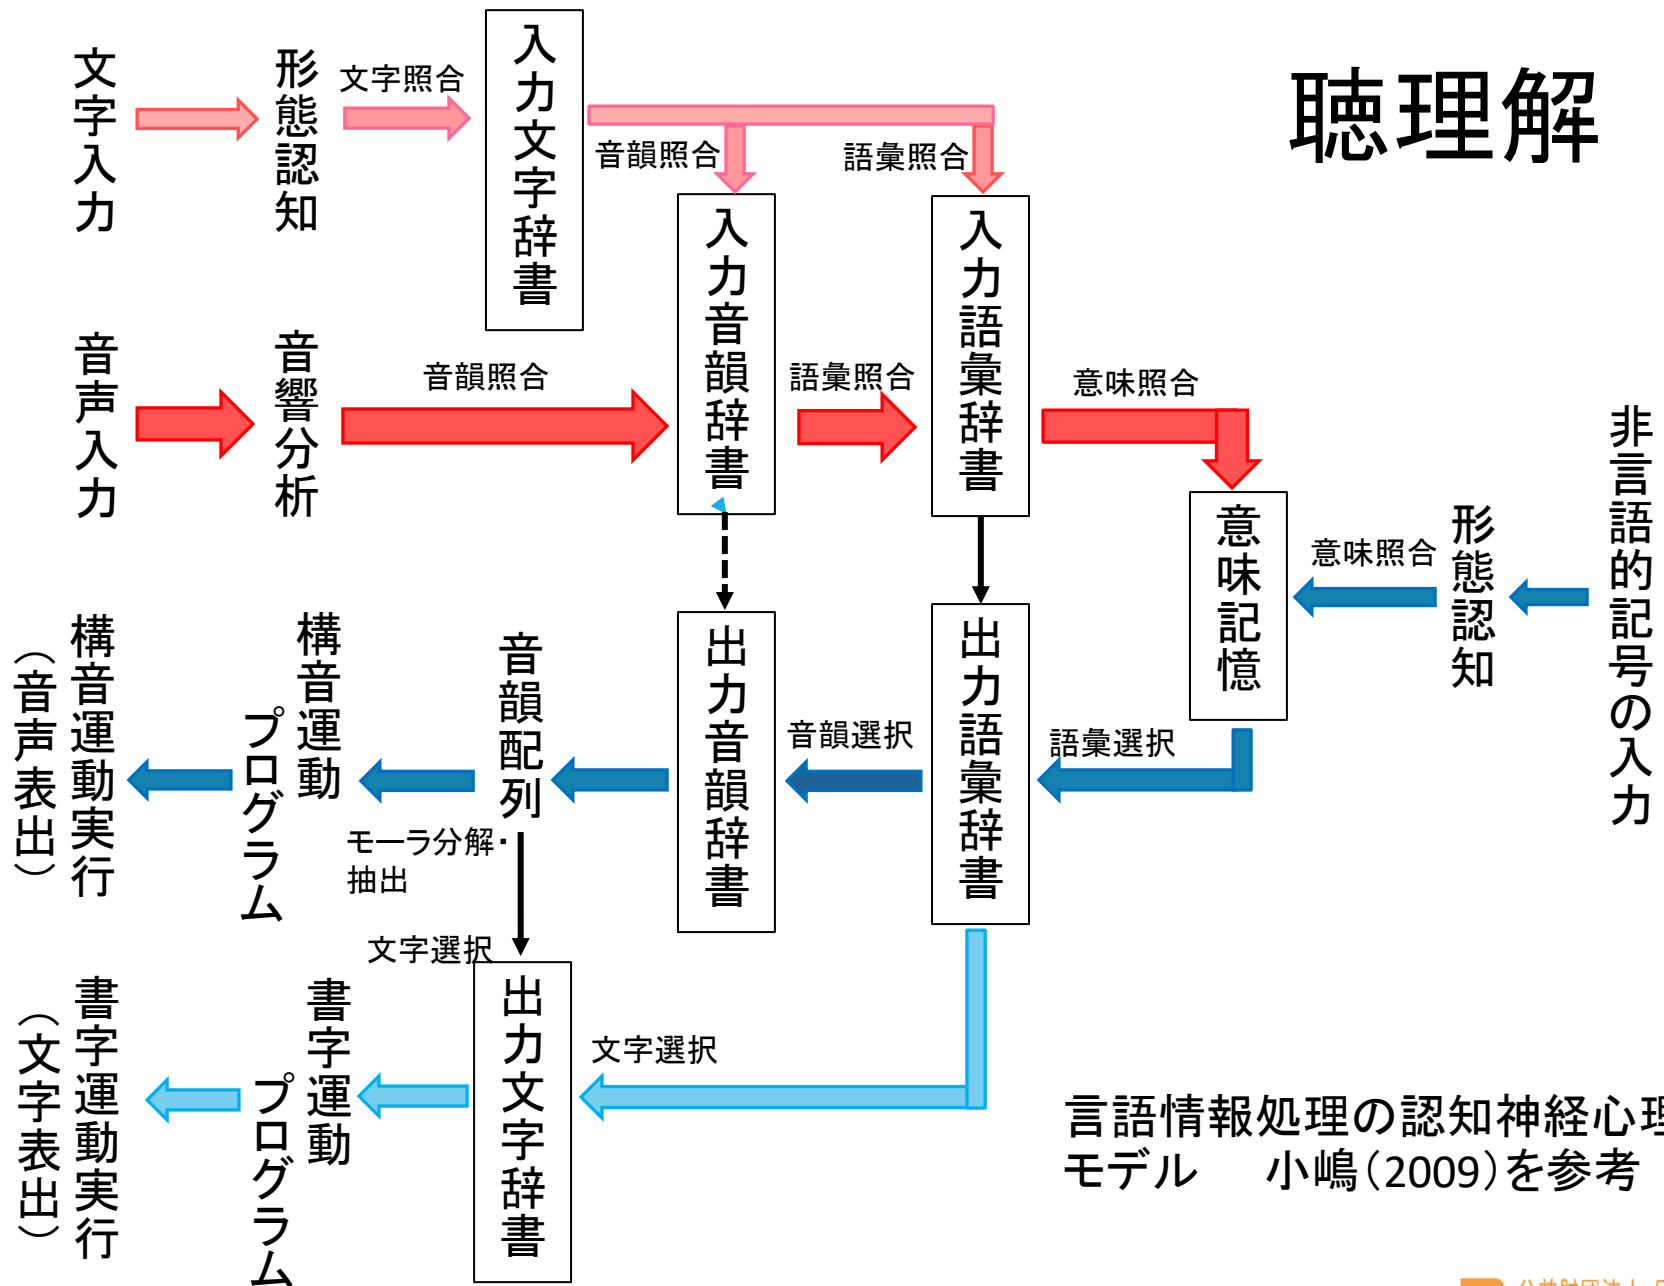 聴理解
文字入力
形態認知
文字照合
入力文字辞書
音韻照合
語彙照合
音声入力
音響分析
音韻照合
入力音韻辞書
語彙照合
入力語彙辞書
意味照合
意味記憶
意味照合
形態認知
非言語的記号の入力
語彙選択
出力語彙辞書
音韻選択
出力音韻辞書
音韻配列
構音運動
プログラム
構音運動実行
（音声表出）
モーラ分解・
抽出
文字選択
文字選択
出力文字辞書
書字運動
プログラム
書字運動実行
（文字表出）
言語情報処理の認知神経心理
モデル　小嶋（2009）を参考
公益財団法人